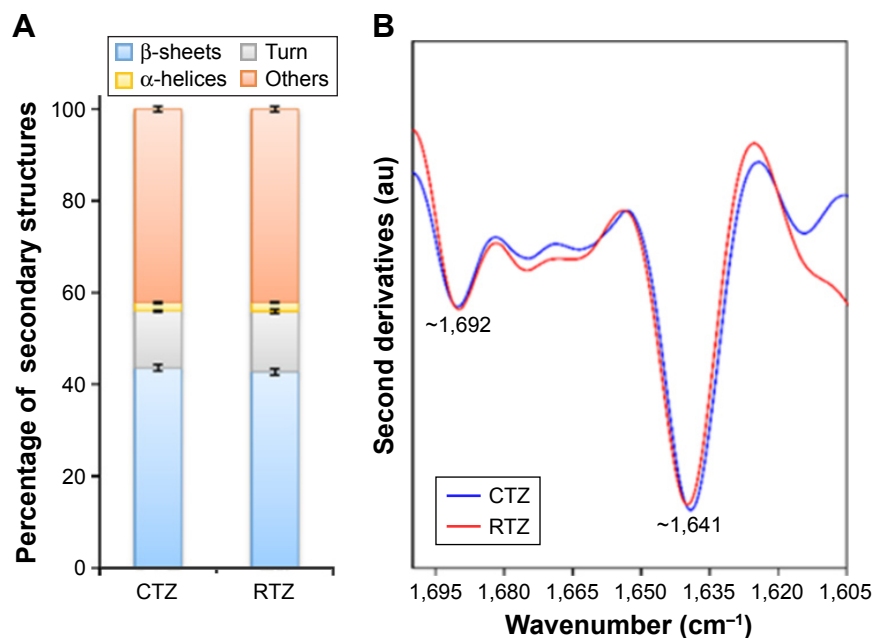 A
β-sheets
Turn
α-helices
Others
Percentage of secondary structures
100
80
60
40
20
0
CTZ
RTZ
B
Second derivatives (au)
~1,692
~1,641
CTZ
RTZ
1,695 1,680 1,665 1,650 1,635 1,620 1,605
Wavenumber (cm⁻¹)